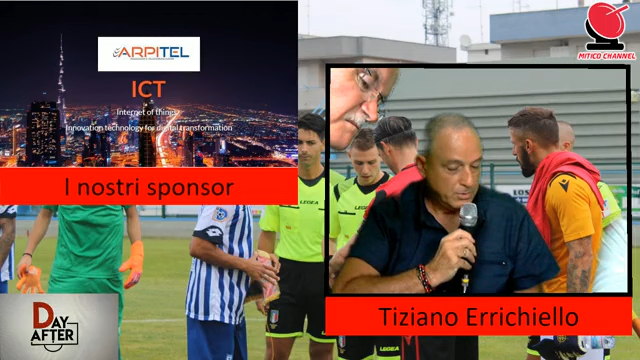 ARPITEL
ICT
Internet of things
Innovation technology for digital transformation
I nostri sponsor
DAY
AFTER
MITICO CHANNEL
LEGEA
LEGEA
Tiziano Errichiello